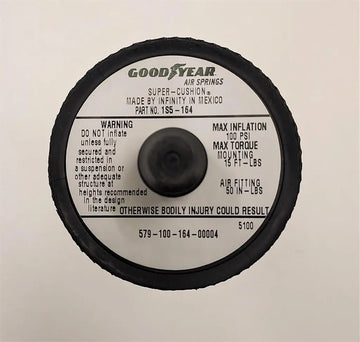 GOODYEAR
AIR SPRINGS
SUPER-CUSHION®
MADE BY INFINITY IN MEXICO
PART NO. 1S5-164
WARNING
DO NOT inflate
unless fully
secured and
restricted in
a suspension or
other adequate
structure at
heights recommended
in the design
literature OTHERWISE BODILY INJURY COULD RESULT
MAX INFLATION
100 PSI
MAX TORQUE
MOUNTING
15 FT-LBS
AIR FITTING
50 IN-LBS
5100
579-100-164-00004